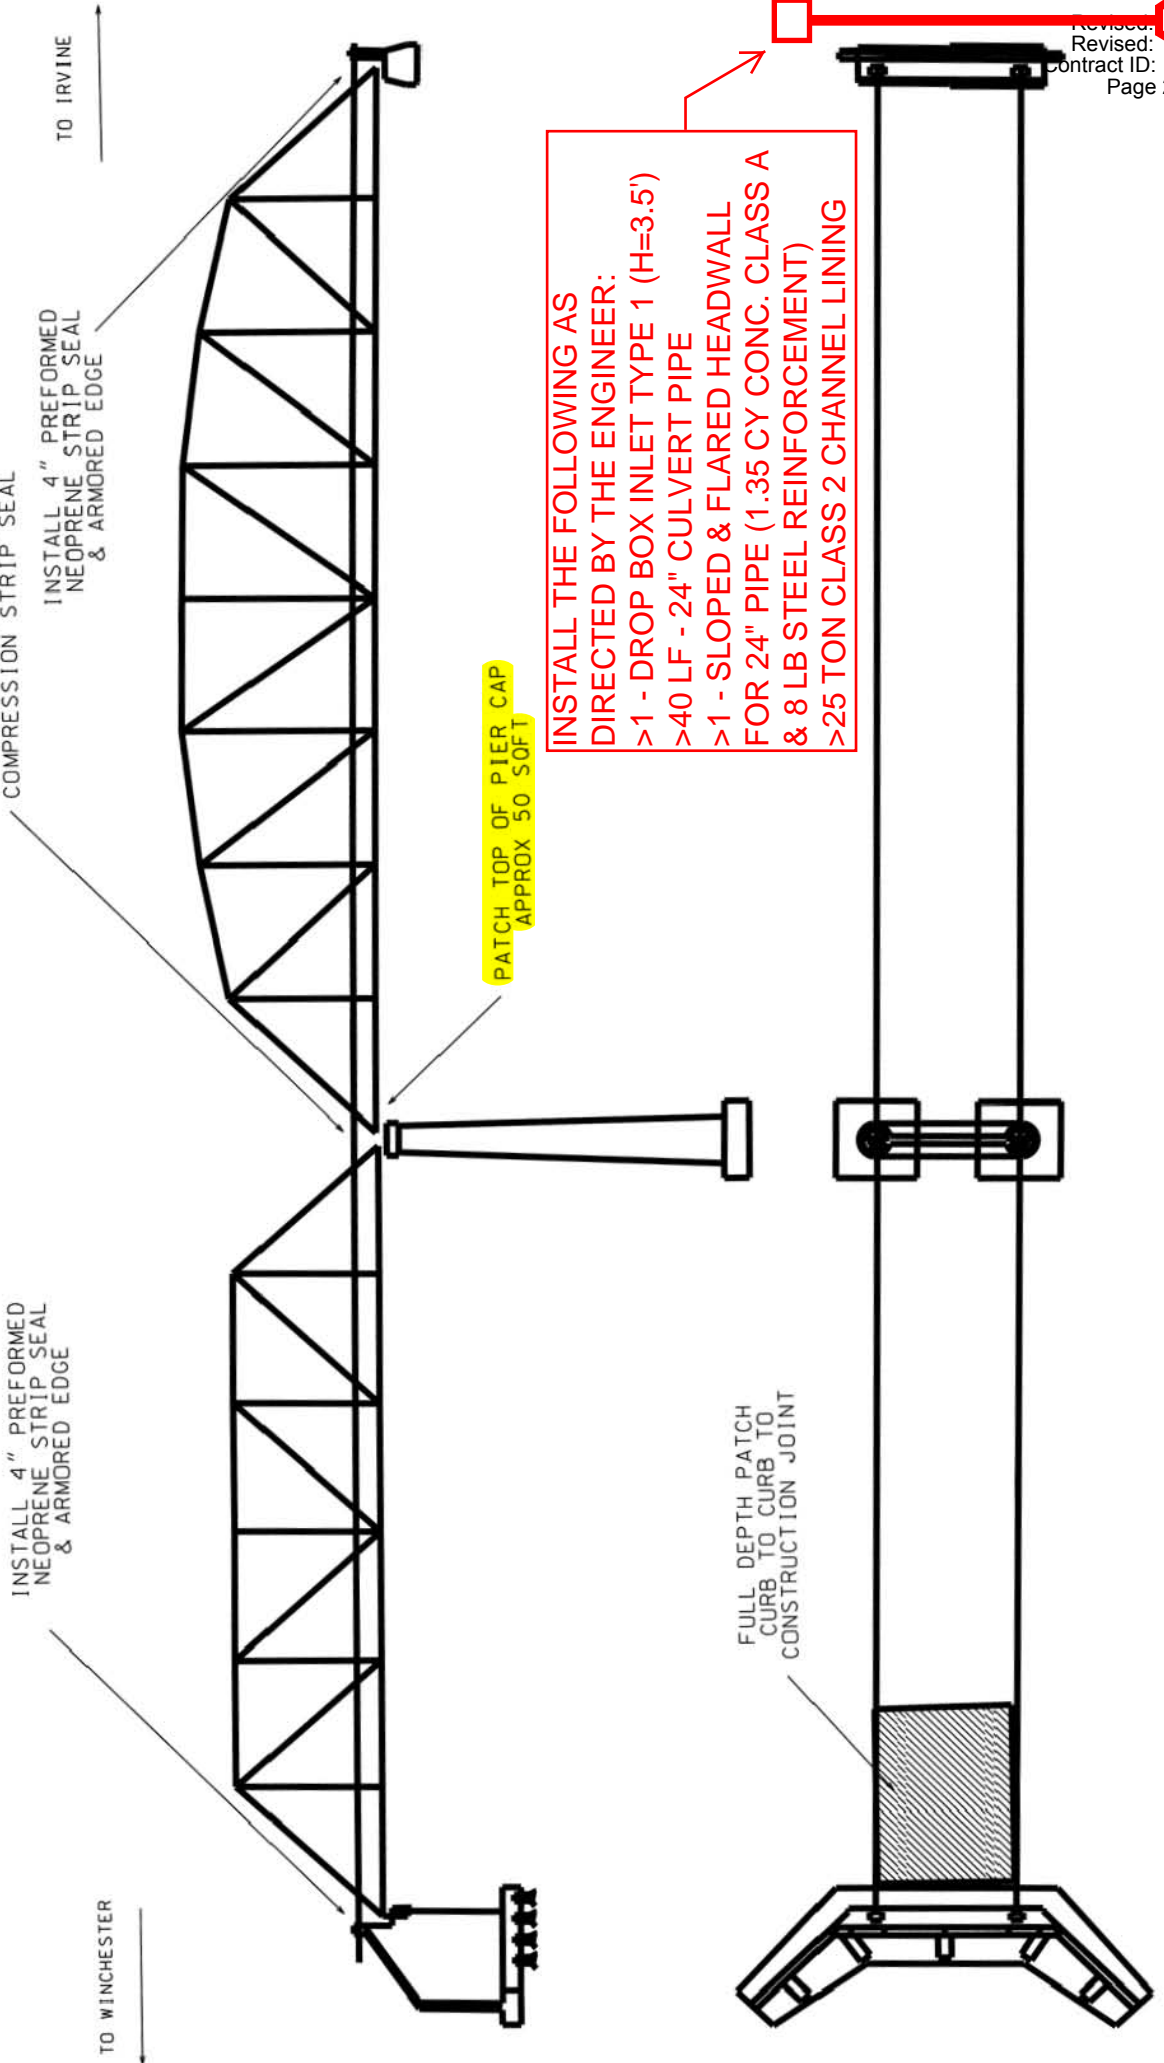 Revised:
Revised:
Contract ID:
Page
TO IRVINE
COMPRESSION STRIP SEAL
INSTALL 4" PREFORMED
NEOPRENE STRIP SEAL
& ARMORED EDGE
PATCH TOP OF PIER CAP
APPROX 50 SQFT
INSTALL THE FOLLOWING AS
DIRECTED BY THE ENGINEER:
>1 - DROP BOX INLET TYPE 1 (H=3.5')
>40 LF - 24" CULVERT PIPE
>1 - SLOPED & FLARED HEADWALL
FOR 24" PIPE (1.35 CY CONC. CLASS A
& 8 LB STEEL REINFORCEMENT)
>25 TON CLASS 2 CHANNEL LINING
INSTALL 4" PREFORMED
NEOPRENE STRIP SEAL
& ARMORED EDGE
FULL DEPTH PATCH
CURB TO CURB TO
CONSTRUCTION JOINT
TO WINCHESTER